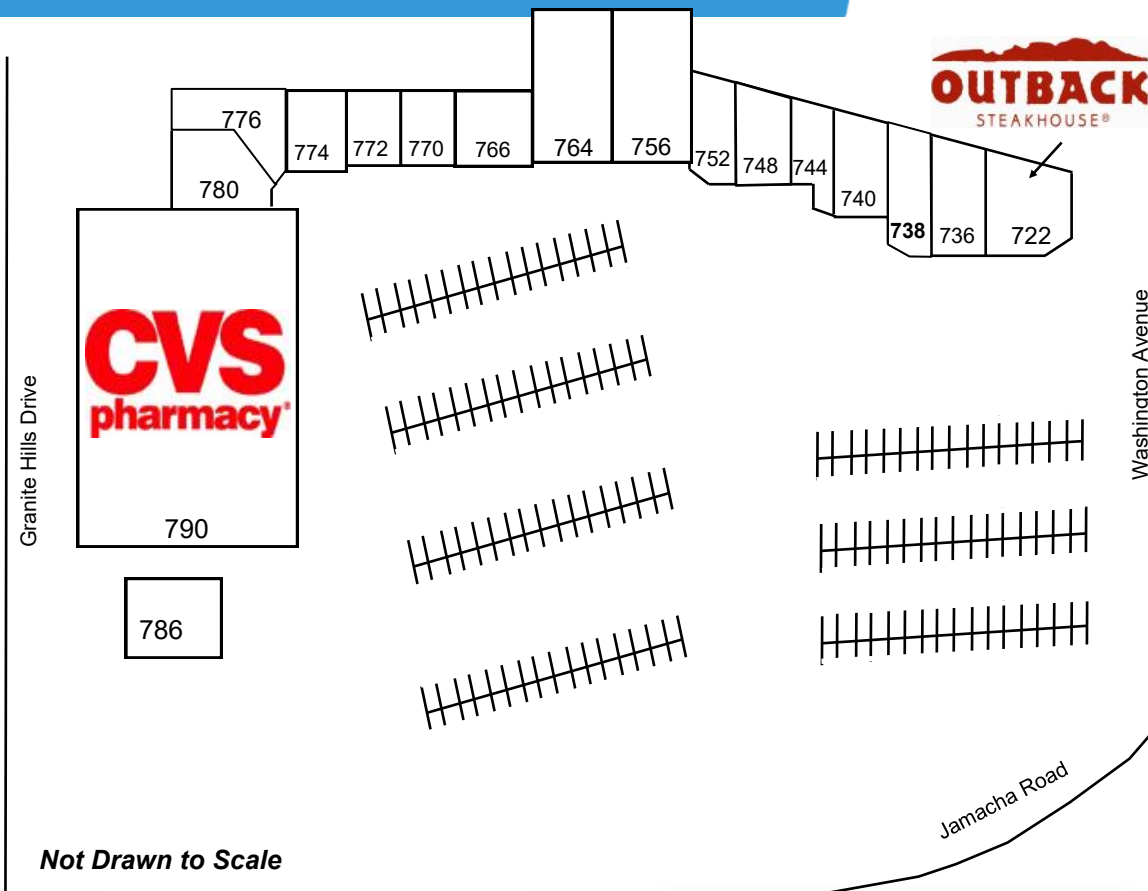 OUTBACK
STEAKHOUSE®
776
774
772
770
766
764
756
752
748
744
740
738
736
722
780
CVS
pharmacy
790
786
Granite Hills Drive
Washington Avenue
Jamacha Road
Not Drawn to Scale